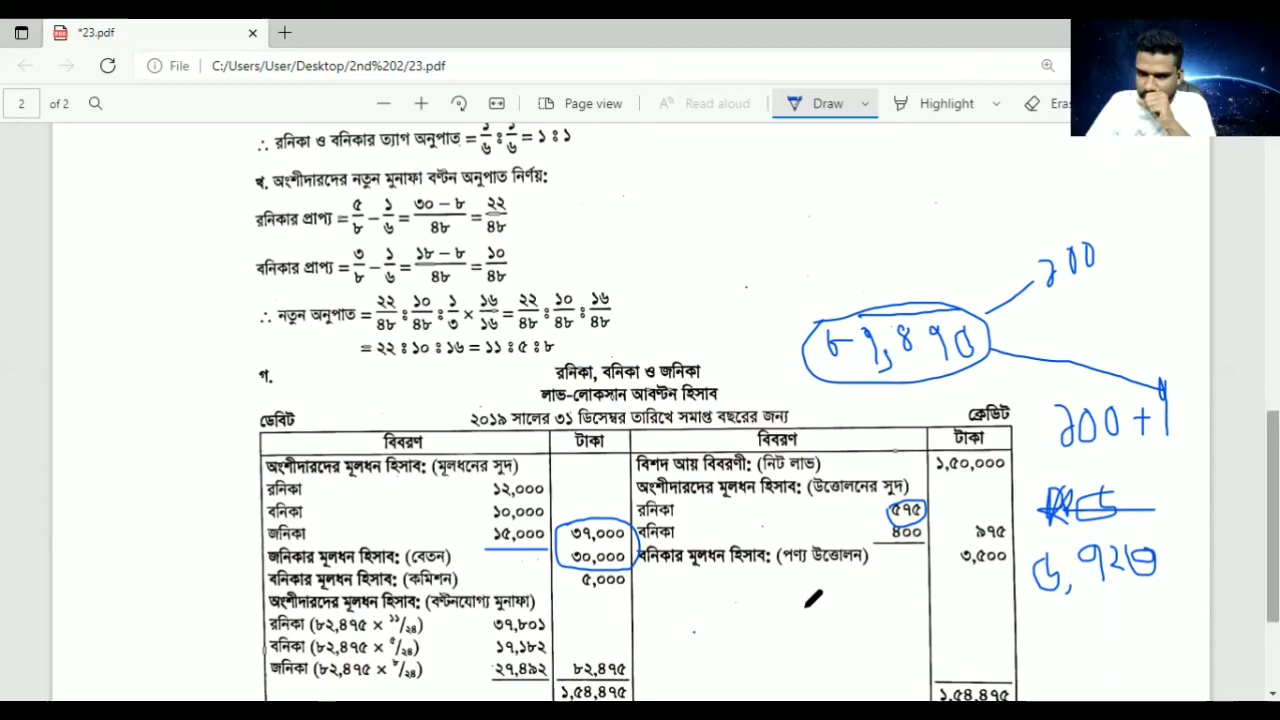 *23.pdf
File C:/Users/User/Desktop/2nd%202/23.pdf
2 of 2 Page view Read aloud Draw Highlight
∴ রনিকা ও বনিকার ত্যাগ অনুপাত = ১/৬ ঃ ১/৬ = ১ ঃ ১
খ. অংশীদারদের নতুন মুনাফা বণ্টন অনুপাত নির্ণয়:
রনিকার প্রাপ্য = ৫/৮ − ১/৬ = ৩০ − ৮/৪৮ = ২২/৪৮
বনিকার প্রাপ্য = ৩/৮ − ১/৬ = ১৮ − ৮/৪৮ = ১০/৪৮
∴ নতুন অনুপাত = ২২/৪৮ ঃ ১০/৪৮ ঃ ১/৩ × ১৬/১৬ = ২২/৪৮ ঃ ১০/৪৮ ঃ ১৬/৪৮
= ২২ ঃ ১০ ঃ ১৬ = ১১ ঃ ৫ ঃ ৮
গ. রনিকা, বনিকা ও জনিকা
লাভ-লোকসান আবণ্টন হিসাব
ডেবিট ২০১৯ সালের ৩১ ডিসেম্বর তারিখে সমাপ্ত বছরের জন্য ক্রেডিট
বিবরণ টাকা বিবরণ টাকা
অংশীদারদের মূলধন হিসাব: (মূলধনের সুদ) বিশদ আয় বিবরণী: (নিট লাভ) ১,৫০,০০০
রনিকা ১২,০০০ অংশীদারদের মূলধন হিসাব: (উত্তোলনের সুদ)
বনিকা ১০,০০০ রনিকা ৫৭৫
জনিকা ১৫,০০০ ৩৭,০০০ বনিকা ৪০০ ৯৭৫
জনিকার মূলধন হিসাব: (বেতন) ৩০,০০০ বনিকার মূলধন হিসাব: (পণ্য উত্তোলন) ৩,৫০০
বনিকার মূলধন হিসাব: (কমিশন) ৫,০০০
অংশীদারদের মূলধন হিসাব: (বণ্টনযোগ্য মুনাফা)
রনিকা (৮২,৪৭৫ × ১১/২৪) ৩৭,৮০১
বনিকা (৮২,৪৭৫ × ৫/২৪) ১৭,১৮২
জনিকা (৮২,৪৭৫ × ৮/২৪) ২৭,৪৯২ ৮২,৪৭৫
১,৫৪,৪৭৫ ১,৫৪,৪৭৫
১০০
৮৭,৪৭৫
১০০ + ৭